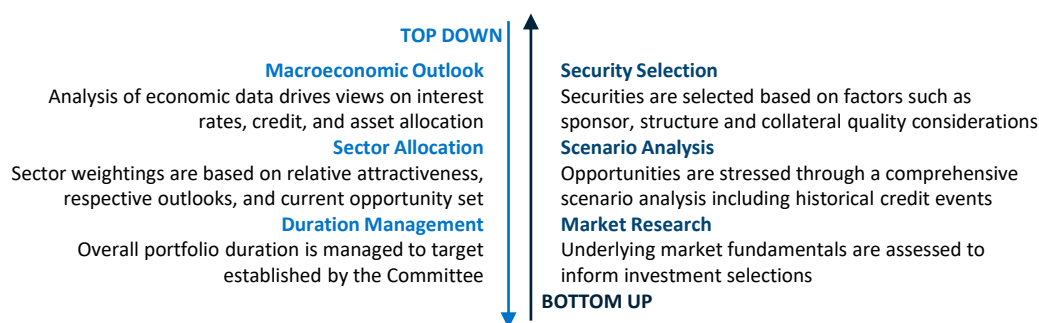 TOP DOWN
Macroeconomic Outlook
Analysis of economic data drives views on interest
rates, credit, and asset allocation
Sector Allocation
Sector weightings are based on relative attractiveness,
respective outlooks, and current opportunity set
Duration Management
Overall portfolio duration is managed to target
established by the Committee
Security Selection
Securities are selected based on factors such as
sponsor, structure and collateral quality considerations
Scenario Analysis
Opportunities are stressed through a comprehensive
scenario analysis including historical credit events
Market Research
Underlying market fundamentals are assessed to
inform investment selections
BOTTOM UP